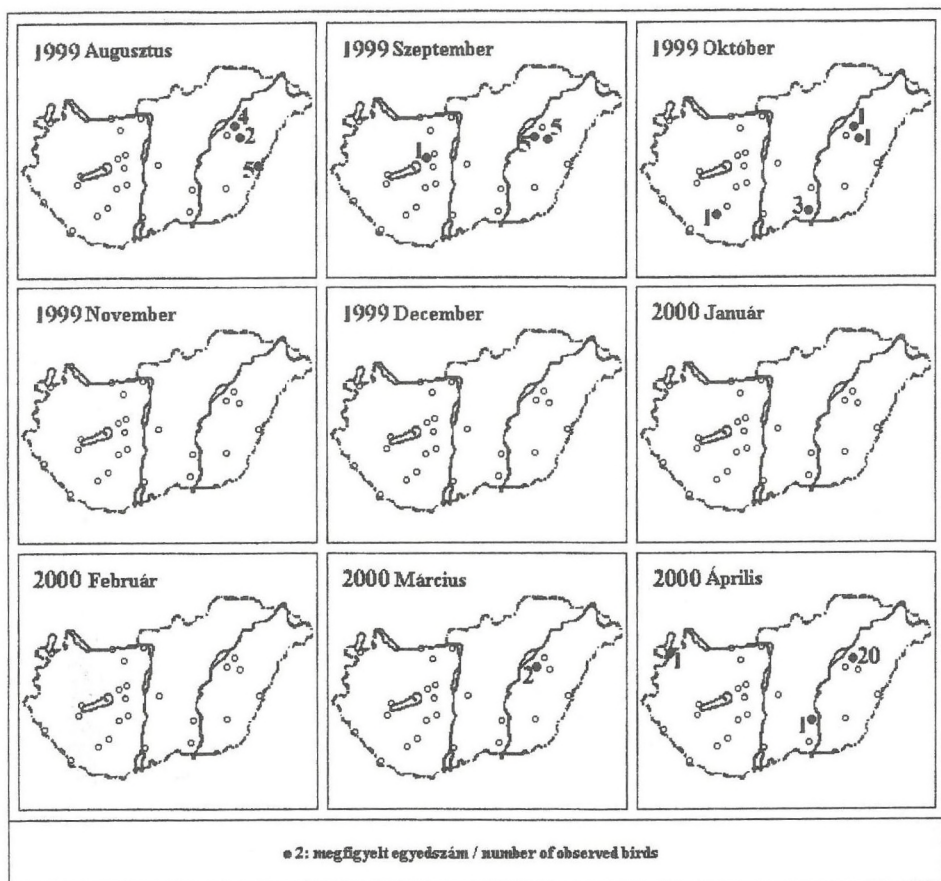 1999 Augusztus
4
2
5
1999 Szeptember
5
5
1
1999 Október
1
1
3
1
1999 November
1999 December
2000 Január
2000 Február
2000 Március
2
2000 Április
1
20
1
●2: megfigyelt egyedszám / number of observed birds